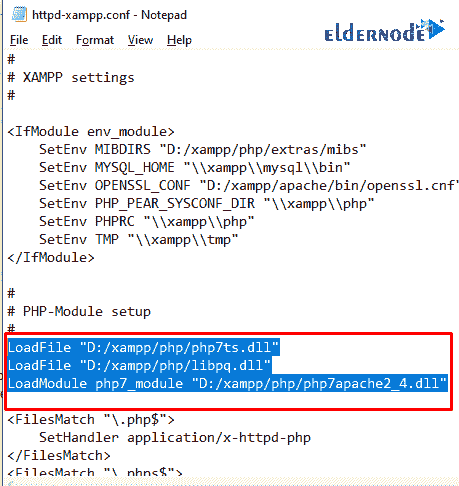 httpd-xampp.conf - Notepad
ELDERNODE
File Edit Format View Help
#
# XAMPP settings
#
<IfModule env_module>
SetEnv MIBDIRS "D:/xampp/php/extras/mibs"
SetEnv MYSQL_HOME "\\xampp\\mysql\\bin"
SetEnv OPENSSL_CONF "D:/xampp/apache/bin/openssl.cnf"
SetEnv PHP_PEAR_SYSCONF_DIR "\\xampp\\php"
SetEnv PHPRC "\\xampp\\php"
SetEnv TMP "\\xampp\\tmp"
</IfModule>
#
# PHP-Module setup
#
LoadFile "D:/xampp/php/php7ts.dll"
LoadFile "D:/xampp/php/libpq.dll"
LoadModule php7_module "D:/xampp/php/php7apache2_4.dll"
<FilesMatch "\.php$">
SetHandler application/x-httpd-php
</FilesMatch>
<FilesMatch "\.phps$">